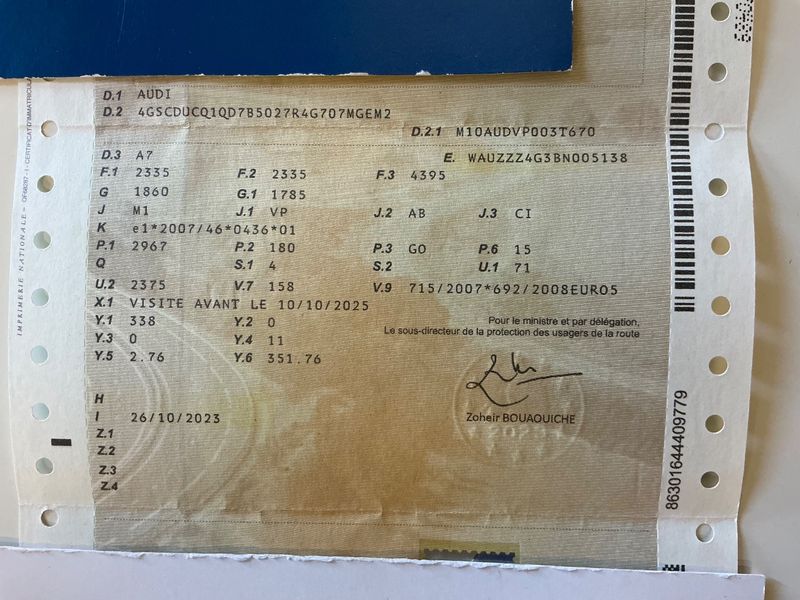 D.1 AUDI
D.2 4GSCDUCQ1QD7B5027R4G707MGEM2
D.2.1 M10AUDVP003T670
D.3 A7 E. WAUZZZ4G3BN005138
F.1 2335 F.2 2335 F.3 4395
G 1860 G.1 1785
J M1 J.1 VP J.2 AB J.3 CI
K e1*2007/46*0436*01
P.1 2967 P.2 180 P.3 GO P.6 15
Q S.1 4 S.2 U.1 71
U.2 2375 V.7 158 V.9 715/2007*692/2008EURO5
X.1 VISITE AVANT LE 10/10/2025
Y.1 338 Y.2 0
Y.3 0 Y.4 11
Y.5 2.76 Y.6 351.76
Pour le ministre et par délégation,
Le sous-directeur de la protection des usagers de la route
Zoheir BOUAOUICHE
H
I 26/10/2023
Z.1
Z.2
Z.3
Z.4
86301644409779
IMPRIMERIE NATIONALE - CERTIFICAT D'IMMATRICUL